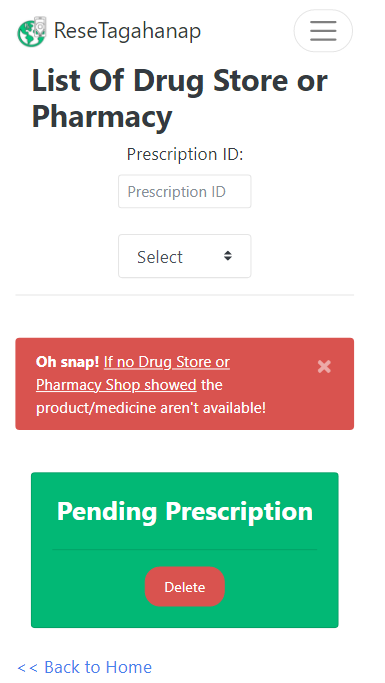 ReseTagahanap
List Of Drug Store or
Pharmacy
Prescription ID:
Prescription ID
Select
Oh snap! If no Drug Store or
Pharmacy Shop showed the
product/medicine aren't available!
×
Pending Prescription
Delete
<< Back to Home